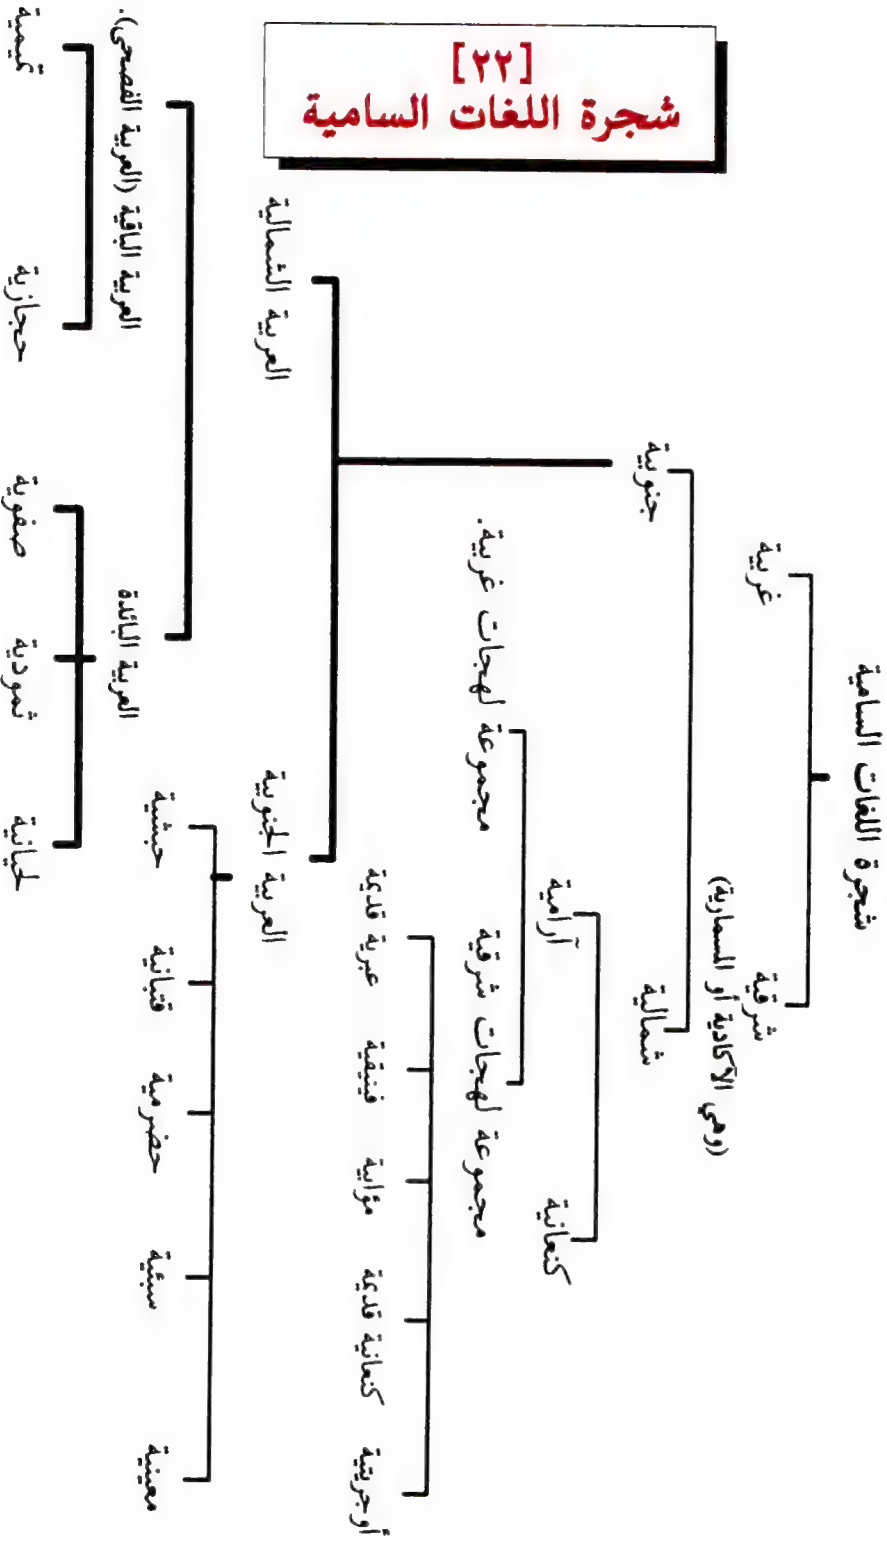 [٢٢]
شجرة اللغات السامية
شجرة اللغات السامية
شرقية
(وهي الأكادية أو المسمارية)
غربية
شمالية
جنوبية
كنعانية
آرامية
مجموعة لهجات شرقية
مجموعة لهجات غربية.
أوجريتية
كنعانية قديمة
مؤابية
فينيقية
عبرية قديمة
العربية الجنوبية
العربية الشمالية
معينية
سبئية
حضرمية
قتبانية
حبشية
العربية البائدة
العربية الباقية (العربية الفصحى).
لحيانية
ثمودية
صفوية
حجازية
تميمية